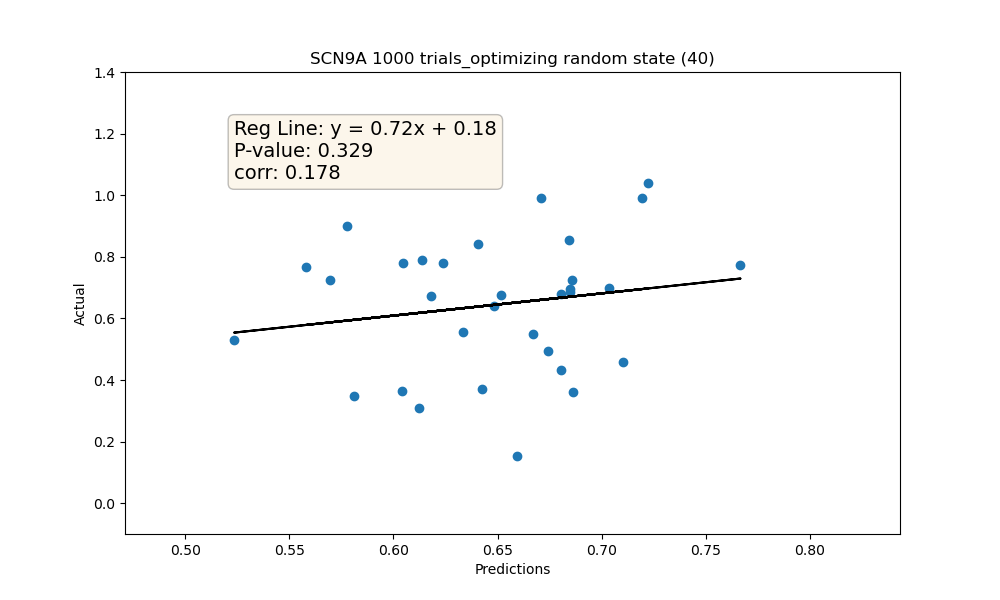 SCN9A 1000 trials_optimizing random state (40)
1.4
1.2
1.0
0.8
0.6
0.4
0.2
0.0
Actual
Reg Line: y = 0.72x + 0.18
P-value: 0.329
corr: 0.178
0.50 0.55 0.60 0.65 0.70 0.75 0.80
Predictions